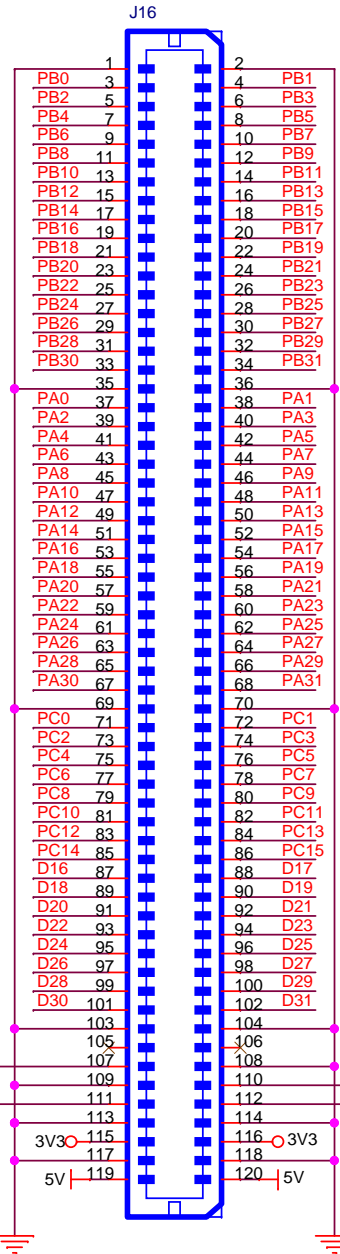 J16
1 2
PB0 3 4 PB1
PB2 5 6 PB3
PB4 7 8 PB5
PB6 9 10 PB7
PB8 11 12 PB9
PB10 13 14 PB11
PB12 15 16 PB13
PB14 17 18 PB15
PB16 19 20 PB17
PB18 21 22 PB19
PB20 23 24 PB21
PB22 25 26 PB23
PB24 27 28 PB25
PB26 29 30 PB27
PB28 31 32 PB29
PB30 33 34 PB31
35 36
PA0 37 38 PA1
PA2 39 40 PA3
PA4 41 42 PA5
PA6 43 44 PA7
PA8 45 46 PA9
PA10 47 48 PA11
PA12 49 50 PA13
PA14 51 52 PA15
PA16 53 54 PA17
PA18 55 56 PA19
PA20 57 58 PA21
PA22 59 60 PA23
PA24 61 62 PA25
PA26 63 64 PA27
PA28 65 66 PA29
PA30 67 68 PA31
69 70
PC0 71 72 PC1
PC2 73 74 PC3
PC4 75 76 PC5
PC6 77 78 PC7
PC8 79 80 PC9
PC10 81 82 PC11
PC12 83 84 PC13
PC14 85 86 PC15
D16 87 88 D17
D18 89 90 D19
D20 91 92 D21
D22 93 94 D23
D24 95 96 D25
D26 97 98 D27
D28 99 100 D29
D30 101 102 D31
103 104
105 106
107 108
109 110
111 112
113 114
3V3 115 116 3V3
117 118
5V 119 120 5V